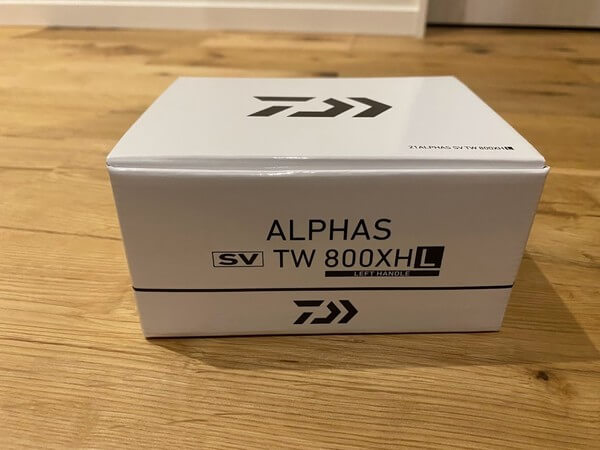 21ALPHAS SV TW 800XHL
ALPHAS
SV TW 800XHL
LEFT HANDLE